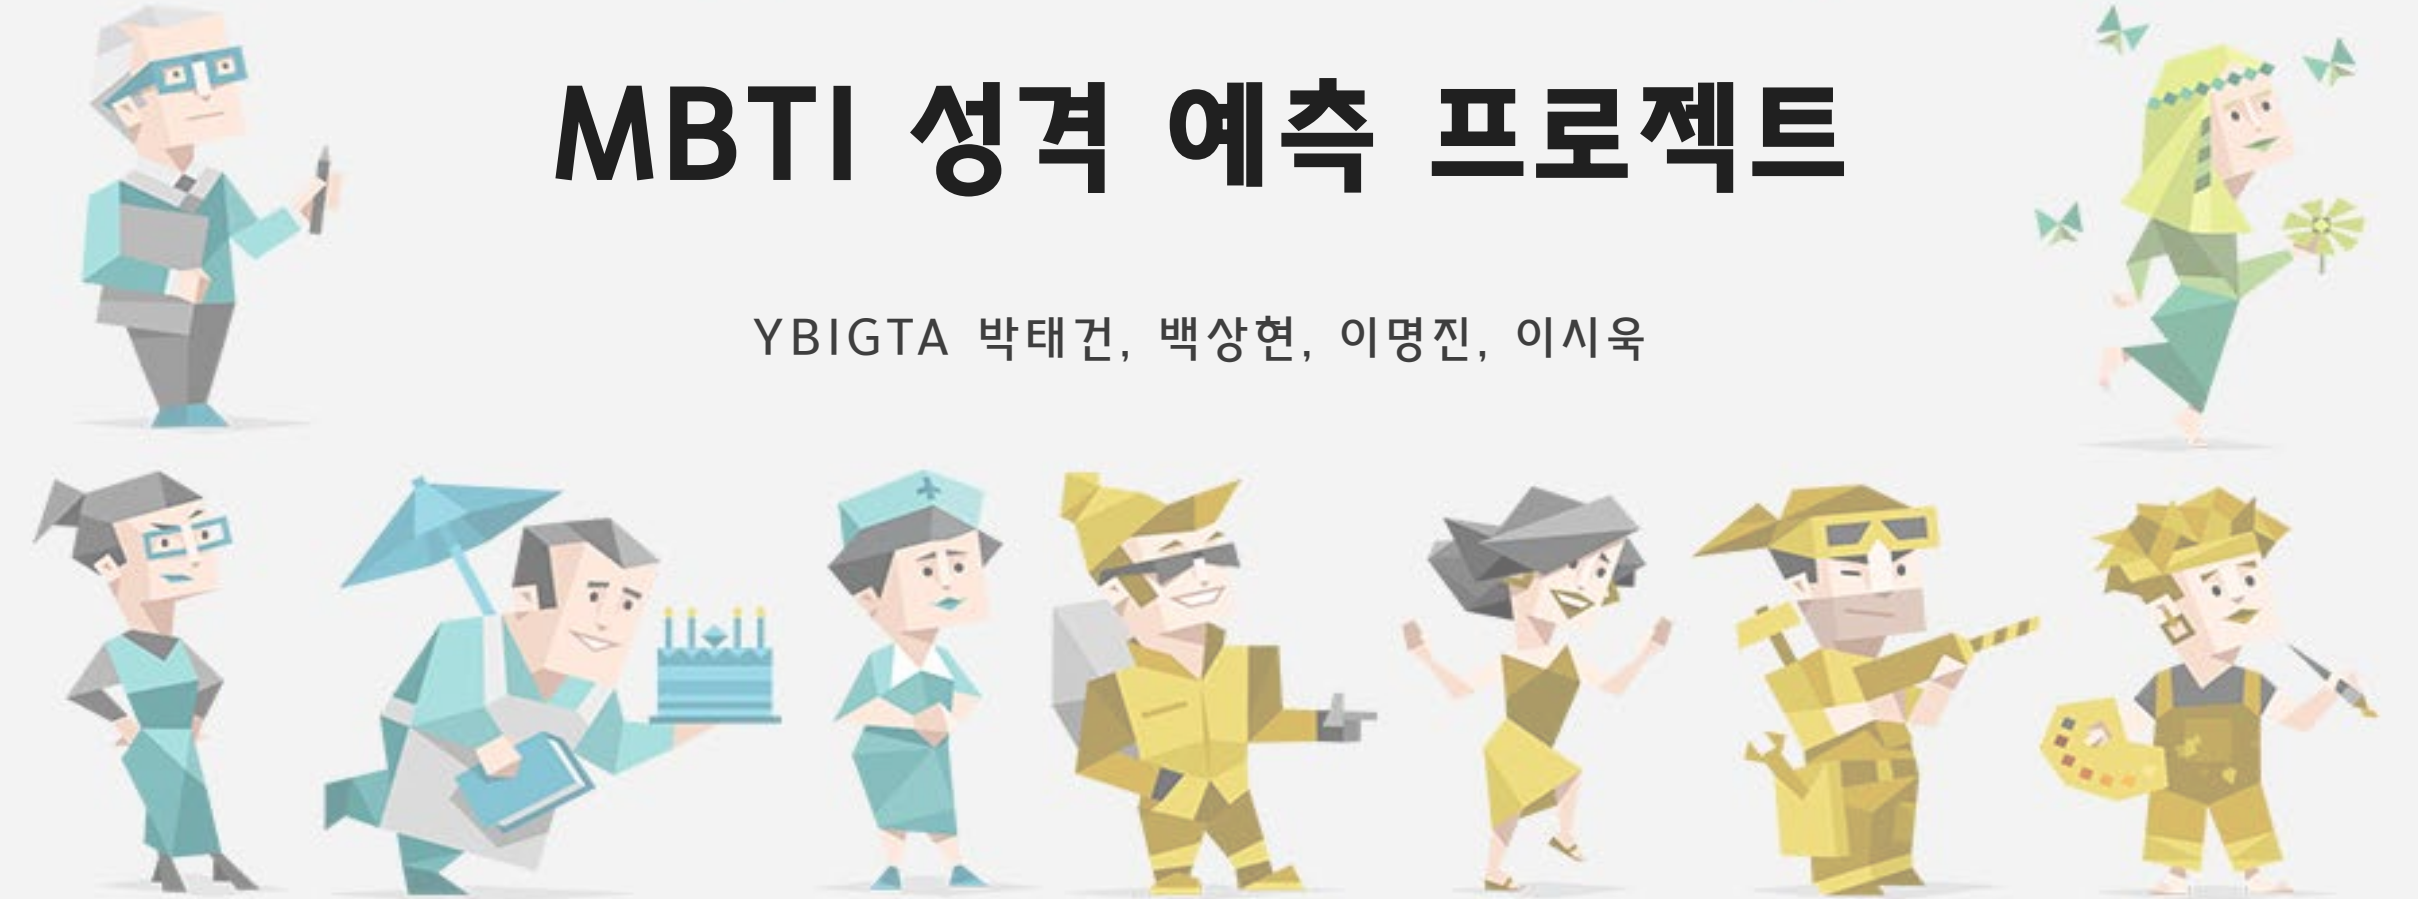 MBTI 성격 예측 프로젝트
YBIGTA 박태건, 백상현, 이명진, 이시욱